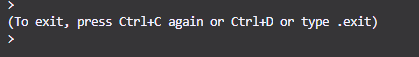 >
(To exit, press Ctrl+C again or Ctrl+D or type .exit)
>